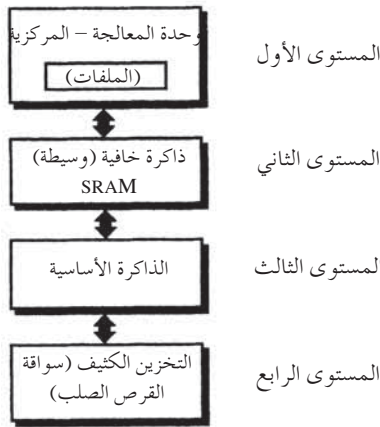 وحدة المعالجة – المركزية
(الملفات)
المستوى الأول
ذاكرة خافية (وسيطة)
SRAM
المستوى الثاني
الذاكرة الأساسية
لمستوى الثالث
التخزين الكثيف (سواقة
القرص الصلب)
المستوى الرابع